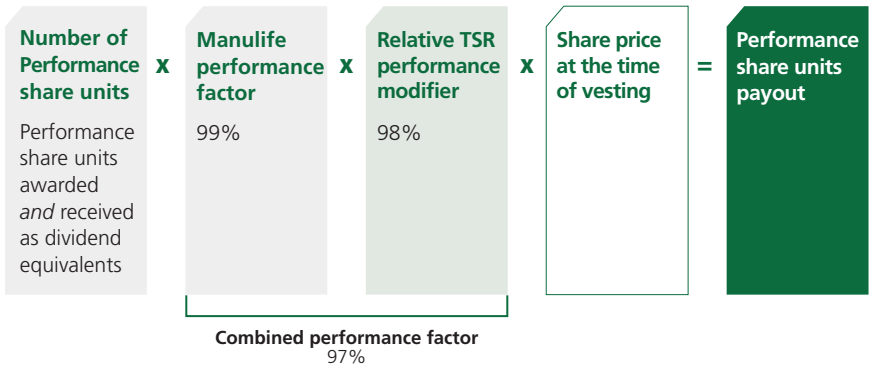 Number of
Performance
share units
Performance
share units
awarded
and received
as dividend
equivalents
x
Manulife
performance
factor
99%
x
Relative TSR
performance
modifier
98%
x
Share price
at the time
of vesting
=
Performance
share units
payout
Combined performance factor
97%